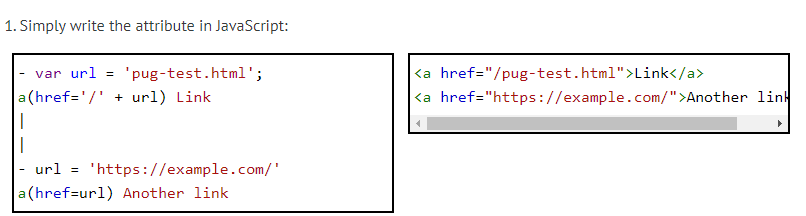 1. Simply write the attribute in JavaScript:
- var url = 'pug-test.html';
a(href='/' + url) Link
|
|
- url = 'https://example.com/'
a(href=url) Another link
<a href="/pug-test.html">Link</a>
<a href="https://example.com/">Another link